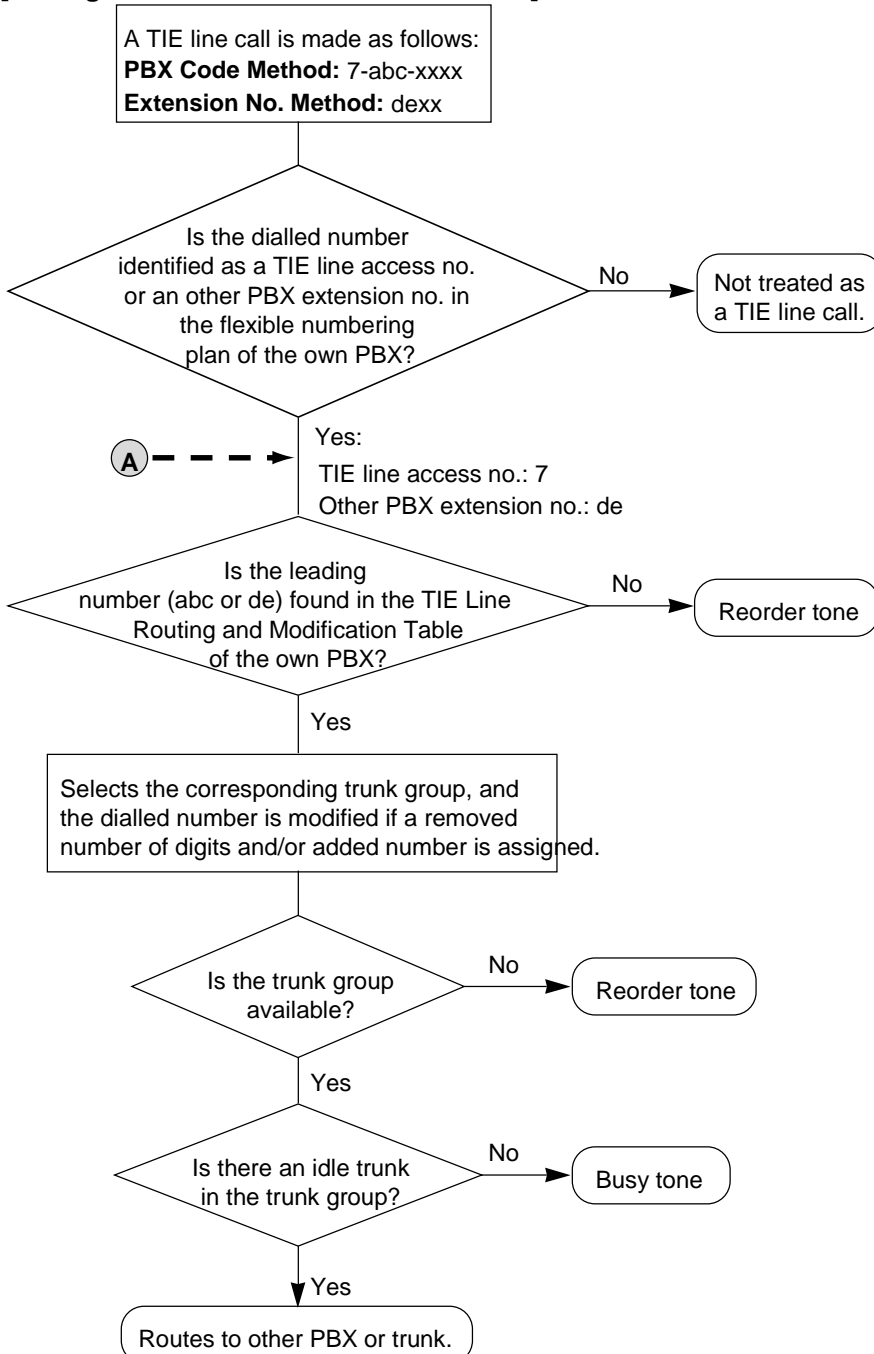 A TIE line call is made as follows:
PBX Code Method: 7-abc-xxxx
Extension No. Method: dexx
Is the dialled number
identified as a TIE line access no.
or an other PBX extension no. in
the flexible numbering
plan of the own PBX?
No
Not treated as
a TIE line call.
A
Yes:
TIE line access no.: 7
Other PBX extension no.: de
Is the leading
number (abc or de) found in the TIE Line
Routing and Modification Table
of the own PBX?
No
Reorder tone
Yes
Selects the corresponding trunk group, and
the dialled number is modified if a removed
number of digits and/or added number is assigned.
Is the trunk group
available?
No
Reorder tone
Yes
Is there an idle trunk
in the trunk group?
No
Busy tone
Yes
Routes to other PBX or trunk.